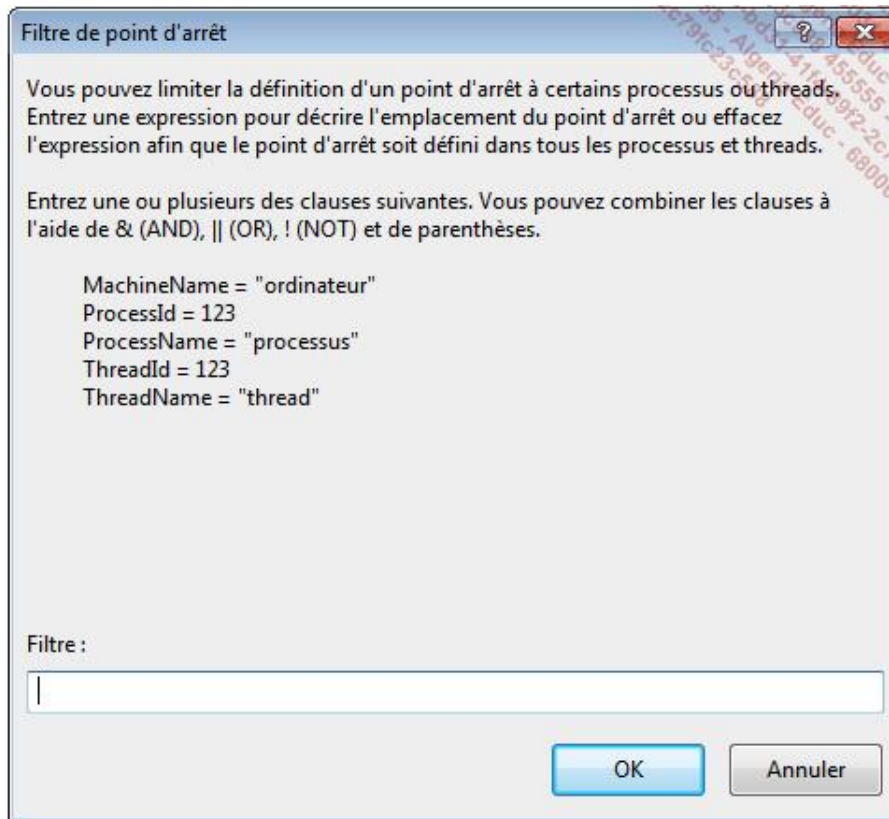 Filtre de point d'arrêt
Vous pouvez limiter la définition d'un point d'arrêt à certains processus ou threads.
Entrez une expression pour décrire l'emplacement du point d'arrêt ou effacez
l'expression afin que le point d'arrêt soit défini dans tous les processus et threads.
Entrez une ou plusieurs des clauses suivantes. Vous pouvez combiner les clauses à
l'aide de & (AND), || (OR), ! (NOT) et de parenthèses.
MachineName = "ordinateur"
ProcessId = 123
ProcessName = "processus"
ThreadId = 123
ThreadName = "thread"
Filtre :
OK
Annuler